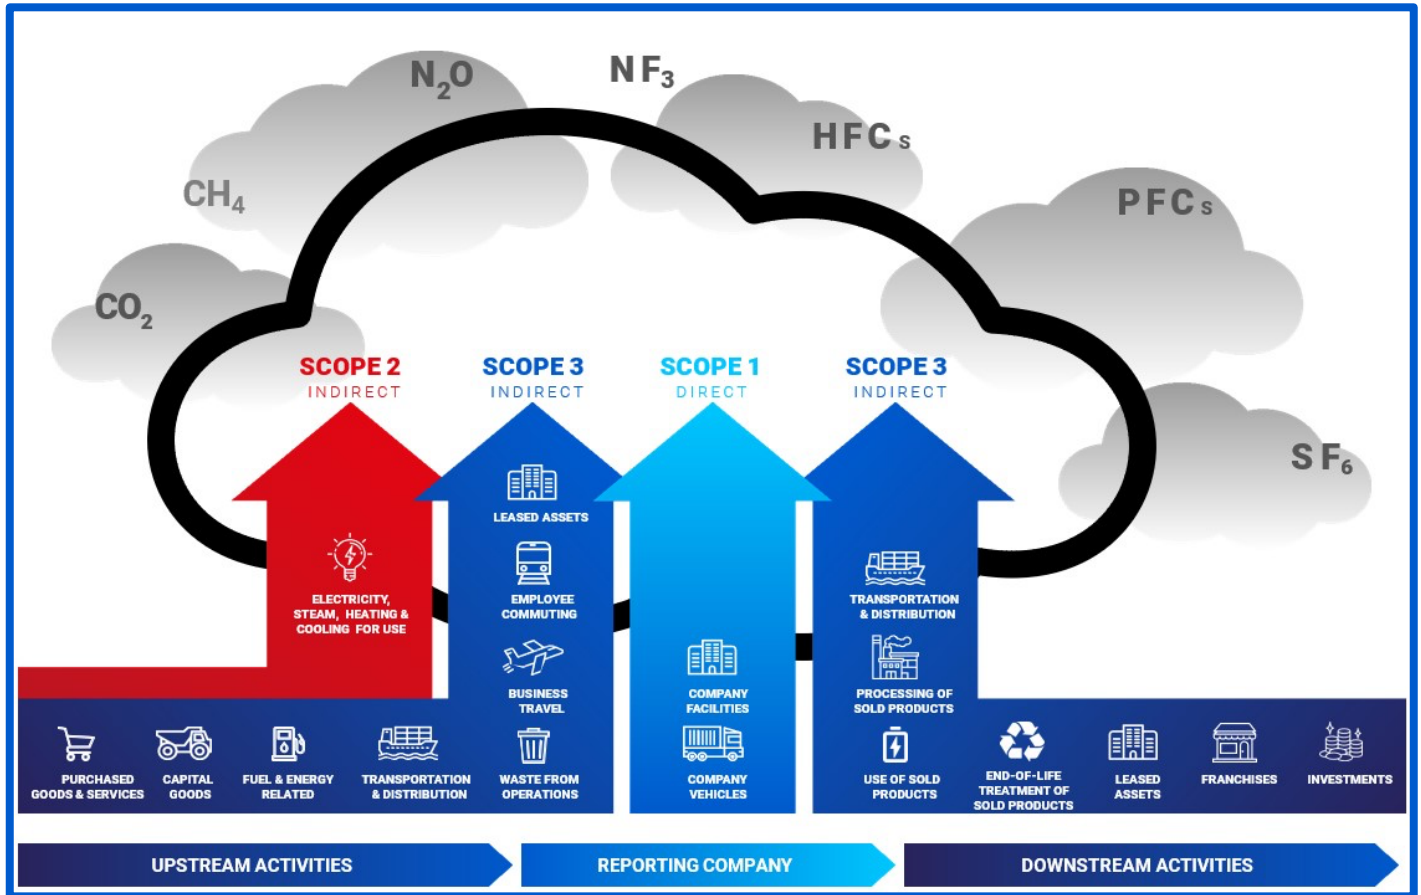 N₂O
NF₃
HFCs
CH₄
PFCs
CO₂
SF₆
SCOPE 2
INDIRECT
SCOPE 3
INDIRECT
SCOPE 1
DIRECT
SCOPE 3
INDIRECT
ELECTRICITY,
STEAM, HEATING &
COOLING FOR USE
LEASED ASSETS
EMPLOYEE
COMMUTING
BUSINESS
TRAVEL
COMPANY
FACILITIES
TRANSPORTATION
& DISTRIBUTION
PROCESSING OF
SOLD PRODUCTS
PURCHASED
GOODS & SERVICES
CAPITAL
GOODS
FUEL & ENERGY
RELATED
TRANSPORTATION
& DISTRIBUTION
WASTE FROM
OPERATIONS
COMPANY
VEHICLES
USE OF SOLD
PRODUCTS
END-OF-LIFE
TREATMENT OF
SOLD PRODUCTS
LEASED
ASSETS
FRANCHISES
INVESTMENTS
UPSTREAM ACTIVITIES
REPORTING COMPANY
DOWNSTREAM ACTIVITIES